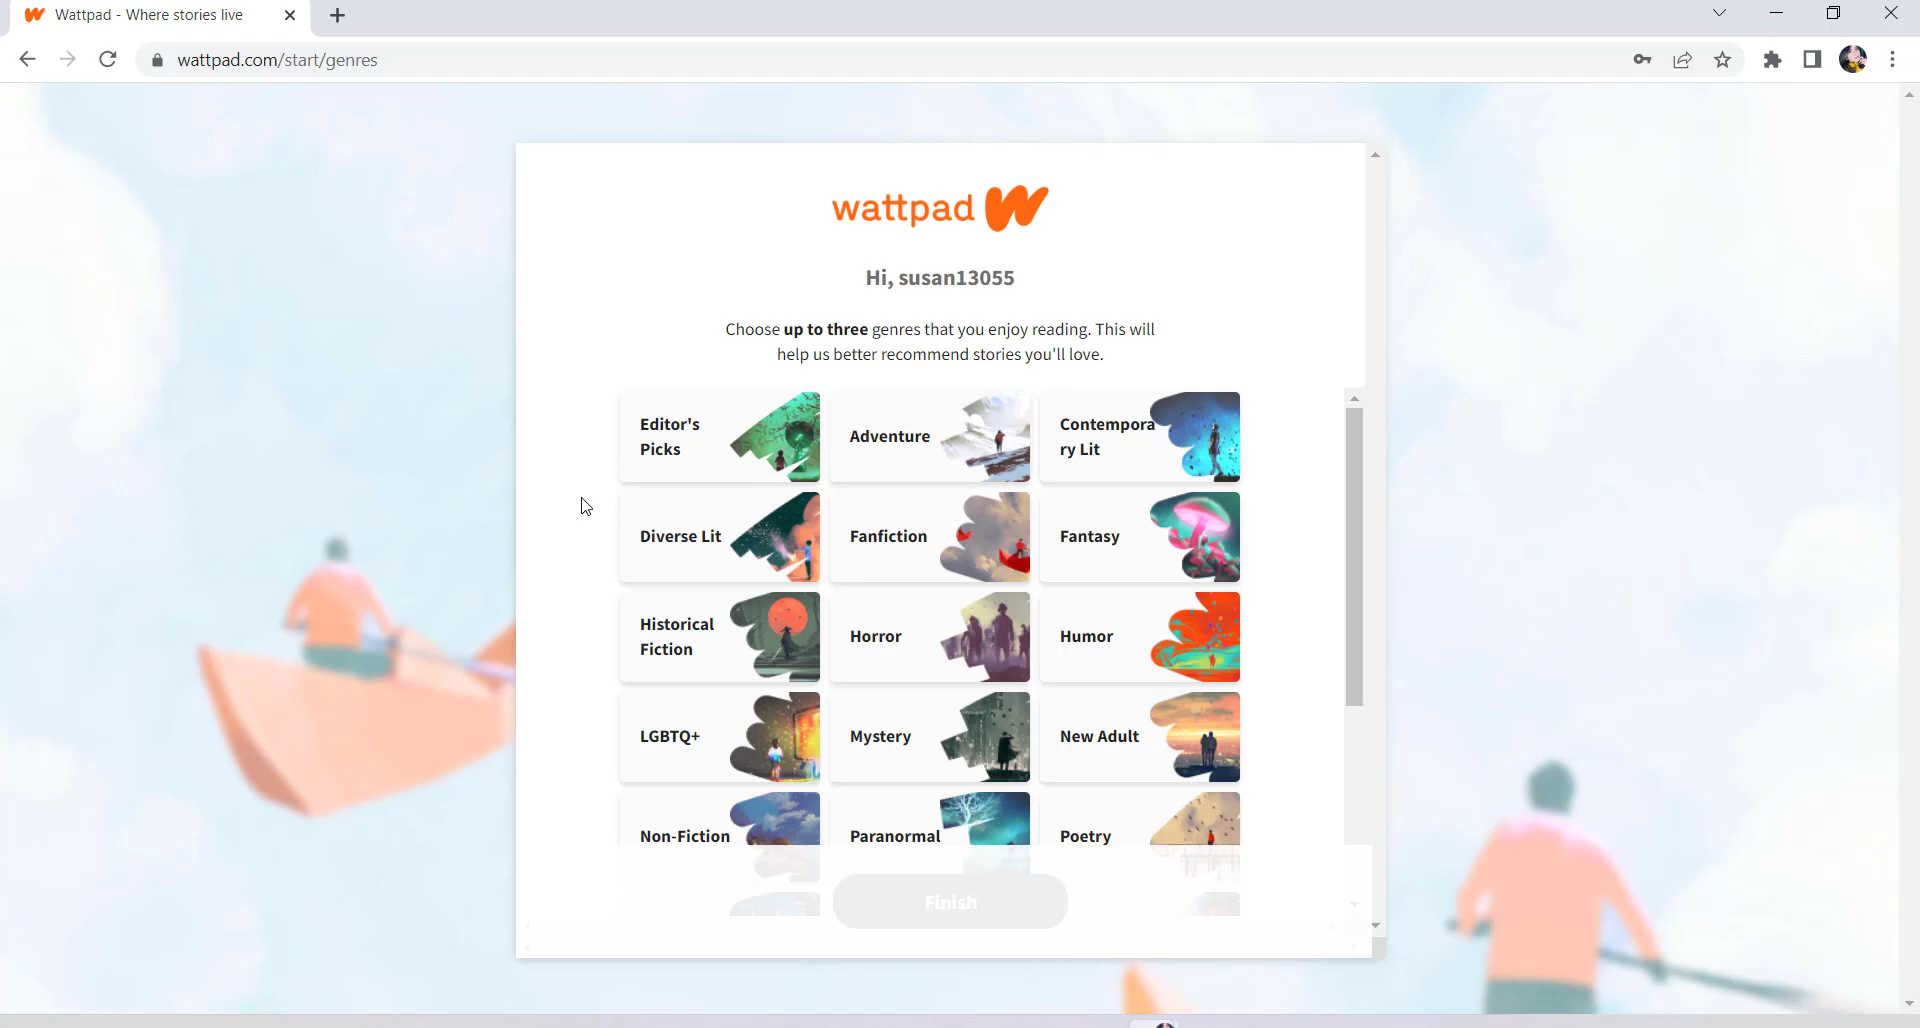 Wattpad - Where stories live
wattpad.com/start/genres
wattpad
Hi, susan13055
Choose up to three genres that you enjoy reading. This will
help us better recommend stories you'll love.
Editor's
Picks
Adventure
Contempora
ry Lit
Diverse Lit
Fanfiction
Fantasy
Historical
Fiction
Horror
Humor
LGBTQ+
Mystery
New Adult
Non-Fiction
Paranormal
Poetry
Finish